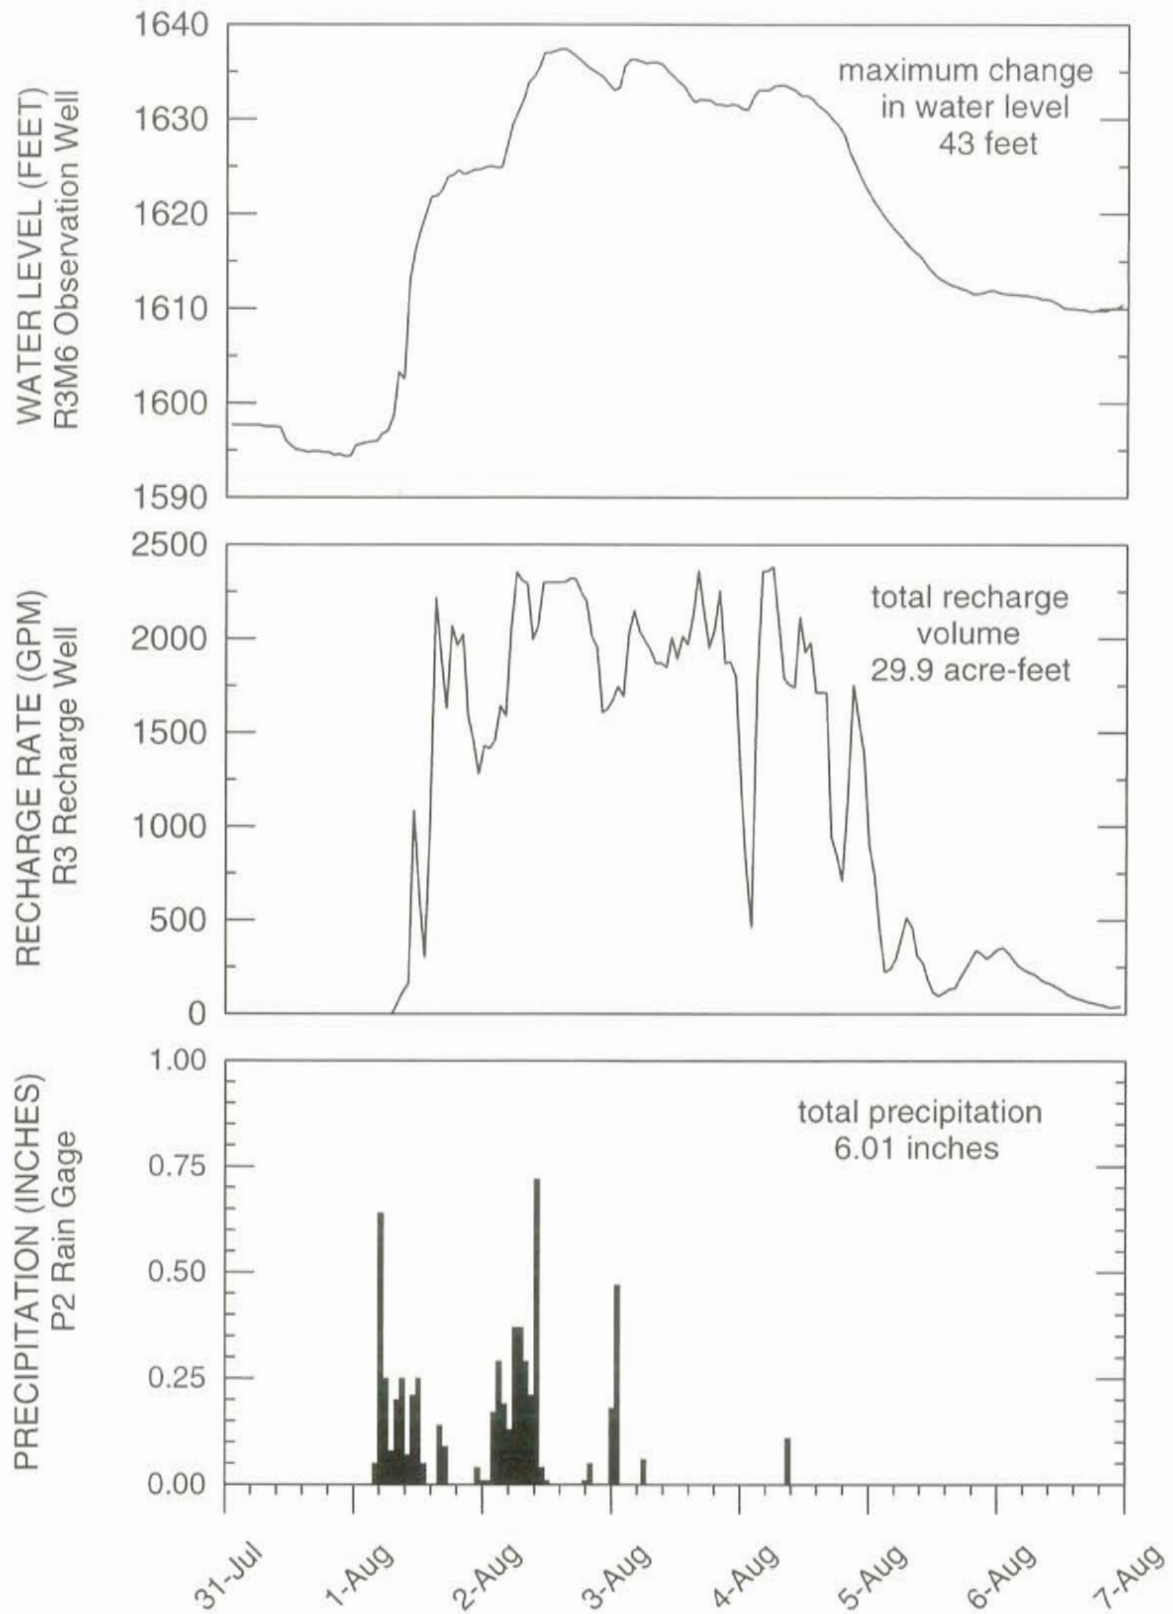 WATER LEVEL (FEET)
R3M6 Observation Well
1640
1630
1620
1610
1600
1590
maximum change
in water level
43 feet
RECHARGE RATE (GPM)
R3 Recharge Well
2500
2000
1500
1000
500
0
total recharge
volume
29.9 acre-feet
PRECIPITATION (INCHES)
P2 Rain Gage
1.00
0.75
0.50
0.25
0.00
total precipitation
6.01 inches
31-Jul
1-Aug
2-Aug
3-Aug
4-Aug
5-Aug
6-Aug
7-Aug